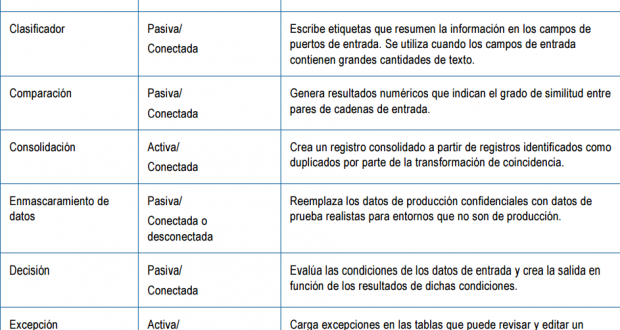 Clasificador
Pasiva/
Conectada
Escribe etiquetas que resumen la información en los campos de
puertos de entrada. Se utiliza cuando los campos de entrada
contienen grandes cantidades de texto.
Comparación
Pasiva/
Conectada
Genera resultados numéricos que indican el grado de similitud entre
pares de cadenas de entrada.
Consolidación
Activa/
Conectada
Crea un registro consolidado a partir de registros identificados como
duplicados por parte de la transformación de coincidencia.
Enmascaramiento de
datos
Pasiva/
Conectada o
desconectada
Reemplaza los datos de producción confidenciales con datos de
prueba realistas para entornos que no son de producción.
Decisión
Pasiva/
Conectada
Evalúa las condiciones de los datos de entrada y crea la salida en
función de los resultados de dichas condiciones.
Excepción
Activa/
Carga excepciones en las tablas que puede revisar y editar un